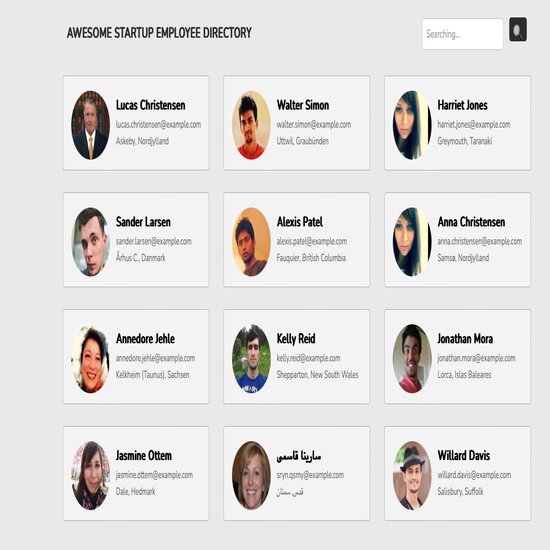 AWESOME STARTUP EMPLOYEE DIRECTORY
Searching...
Lucas Christensen
lucas.christensen@example.com
Askeby, Nordjylland
Walter Simon
walter.simon@example.com
Uttwil, Graubünden
Harriet Jones
harriet.jones@example.com
Greymouth, Taranaki
Sander Larsen
sander.larsen@example.com
Århus C., Danmark
Alexis Patel
alexis.patel@example.com
Fauquier, British Columbia
Anna Christensen
anna.christensen@example.com
Samsø, Nordjylland
Annedore Jehle
annedore.jehle@example.com
Kelkheim (Taunus), Sachsen
Kelly Reid
kelly.reid@example.com
Shepparton, New South Wales
Jonathan Mora
jonathan.mora@example.com
Lorca, Islas Baleares
Jasmine Ottem
jasmine.ottem@example.com
Dale, Hedmark
سارینا قاسمی
sryn.qsmy@example.com
قدس, سمنان
Willard Davis
willard.davis@example.com
Salisbury, Suffolk